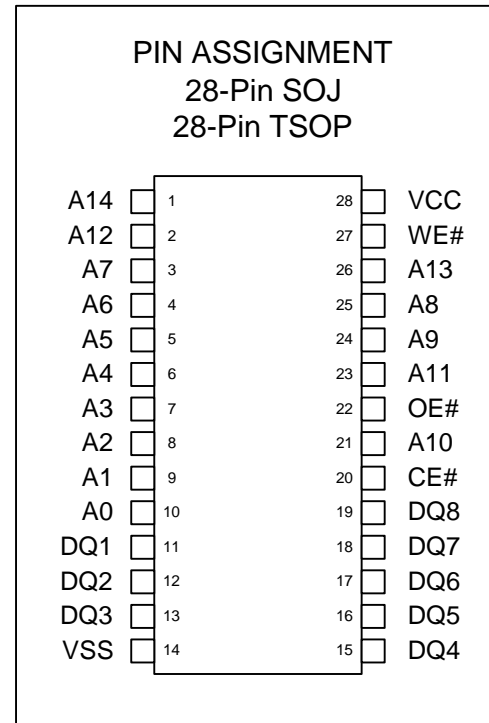 PIN ASSIGNMENT
28-Pin SOJ
28-Pin TSOP
A14 1 28 VCC
A12 2 27 WE#
A7 3 26 A13
A6 4 25 A8
A5 5 24 A9
A4 6 23 A11
A3 7 22 OE#
A2 8 21 A10
A1 9 20 CE#
A0 10 19 DQ8
DQ1 11 18 DQ7
DQ2 12 17 DQ6
DQ3 13 16 DQ5
VSS 14 15 DQ4